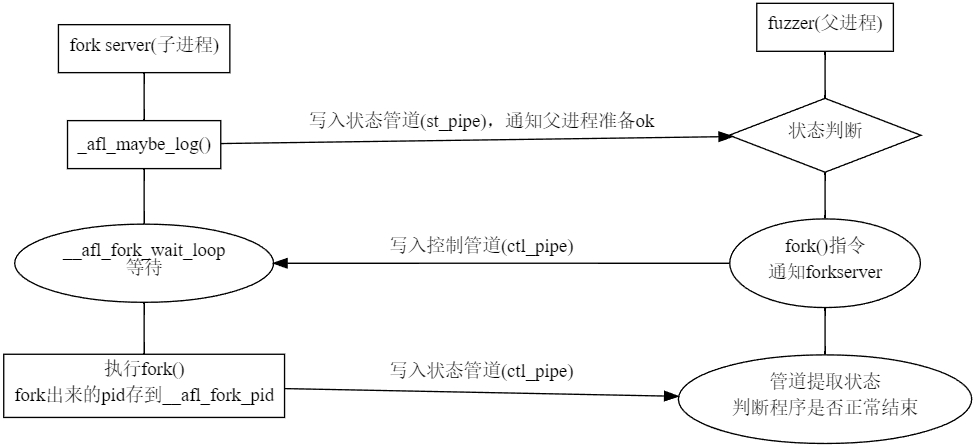 fork server(子进程)
fuzzer(父进程)
_afl_maybe_log()
写入状态管道(st_pipe)，通知父进程准备ok
状态判断
__afl_fork_wait_loop
等待
写入控制管道(ctl_pipe)
fork()指令
通知forkserver
执行fork()
fork出来的pid存到__afl_fork_pid
写入状态管道(ctl_pipe)
管道提取状态
判断程序是否正常结束